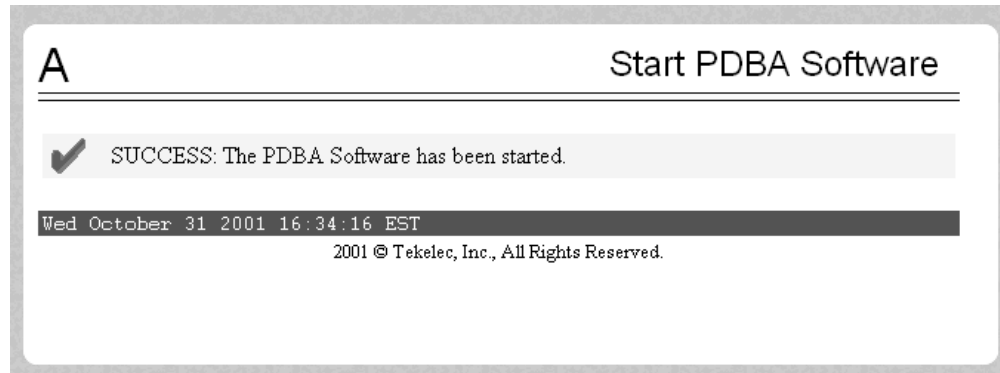 A
Start PDBA Software
SUCCESS: The PDBA Software has been started.
Wed October 31 2001 16:34:16 EST
2001 © Tekelec, Inc., All Rights Reserved.